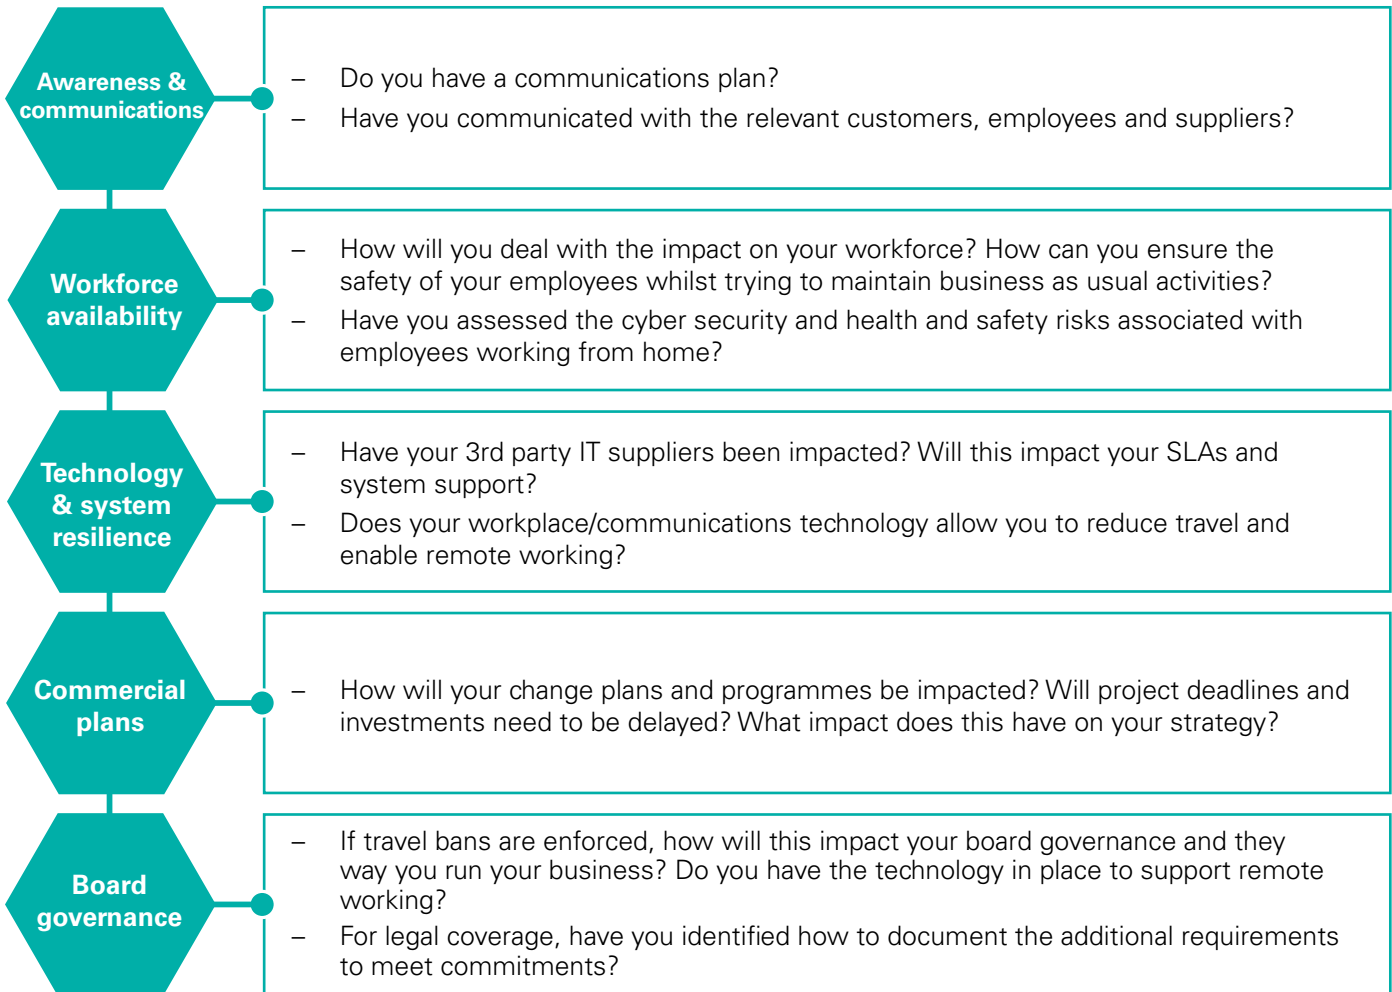 Awareness &
communications
– Do you have a communications plan?
– Have you communicated with the relevant customers, employees and suppliers?
Workforce
availability
– How will you deal with the impact on your workforce? How can you ensure the
safety of your employees whilst trying to maintain business as usual activities?
– Have you assessed the cyber security and health and safety risks associated with
employees working from home?
Technology
& system
resilience
– Have your 3rd party IT suppliers been impacted? Will this impact your SLAs and
system support?
– Does your workplace/communications technology allow you to reduce travel and
enable remote working?
Commercial
plans
– How will your change plans and programmes be impacted? Will project deadlines and
investments need to be delayed? What impact does this have on your strategy?
Board
governance
– If travel bans are enforced, how will this impact your board governance and they
way you run your business? Do you have the technology in place to support remote
working?
– For legal coverage, have you identified how to document the additional requirements
to meet commitments?